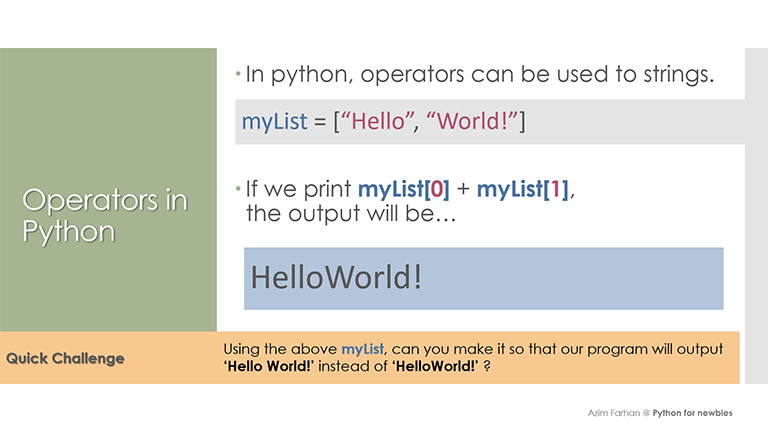 Operators in
Python
• In python, operators can be used to strings.
myList = [“Hello”, “World!”]
• If we print myList[0] + myList[1],
the output will be…
HelloWorld!
Quick Challenge
Using the above myList, can you make it so that our program will output
‘Hello World!’ instead of ‘HelloWorld!’ ?
Azim Farhan @ Python for newbies